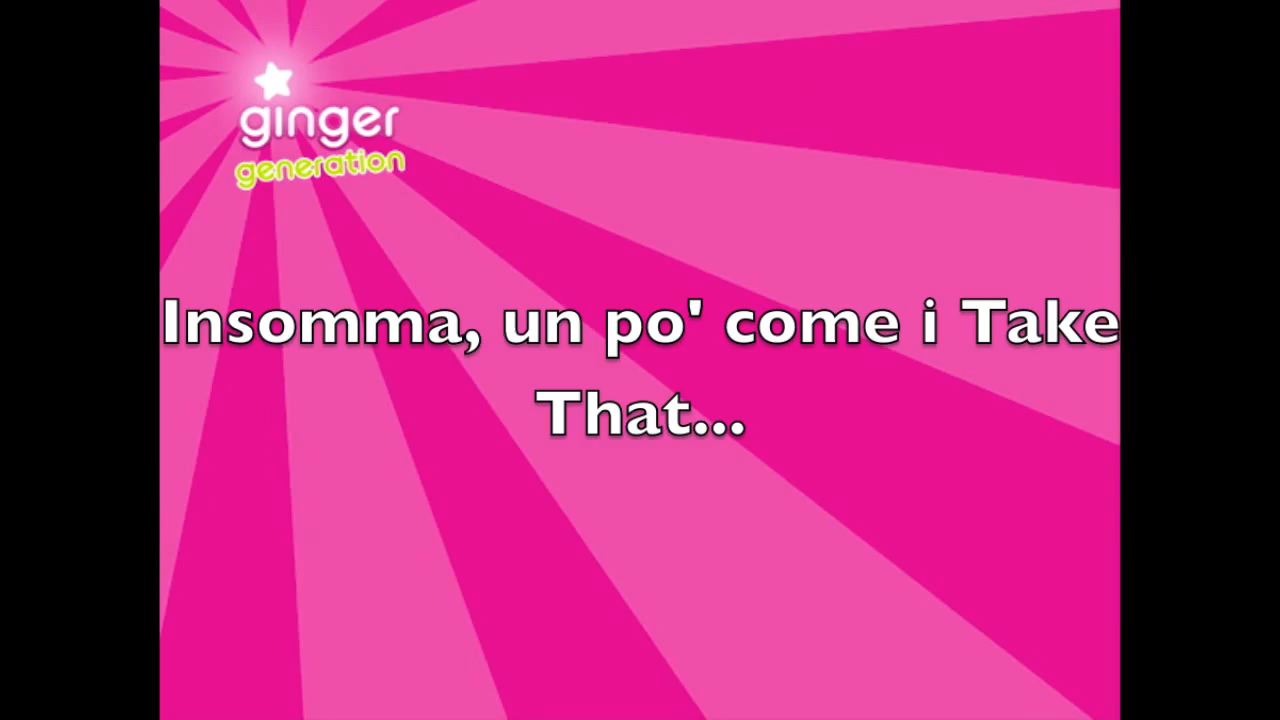 ginger
generation
Insomma, un po' come i Take
That...